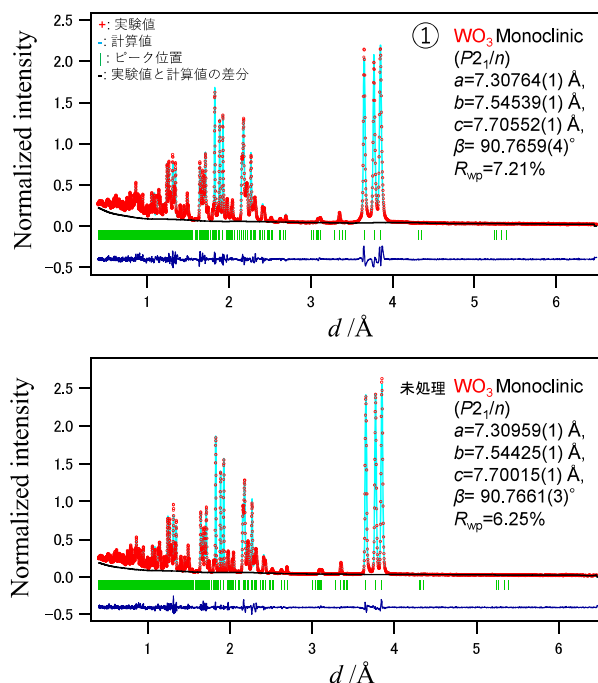 +: 実験値
-: 計算値
|: ピーク位置
-: 実験値と計算値の差分
① WO3 Monoclinic
(P21/n)
a=7.30764(1) Å,
b=7.54539(1) Å,
c=7.70552(1) Å,
β= 90.7659(4)°
Rwp=7.21%
Normalized intensity
2.5
2.0
1.5
1.0
0.5
0.0
−0.5
1 2 3 4 5 6
d /Å
未処理 WO3 Monoclinic
(P21/n)
a=7.30959(1) Å,
b=7.54425(1) Å,
c=7.70015(1) Å,
β= 90.7661(3)°
Rwp=6.25%
Normalized intensity
2.5
2.0
1.5
1.0
0.5
0.0
−0.5
1 2 3 4 5 6
d /Å